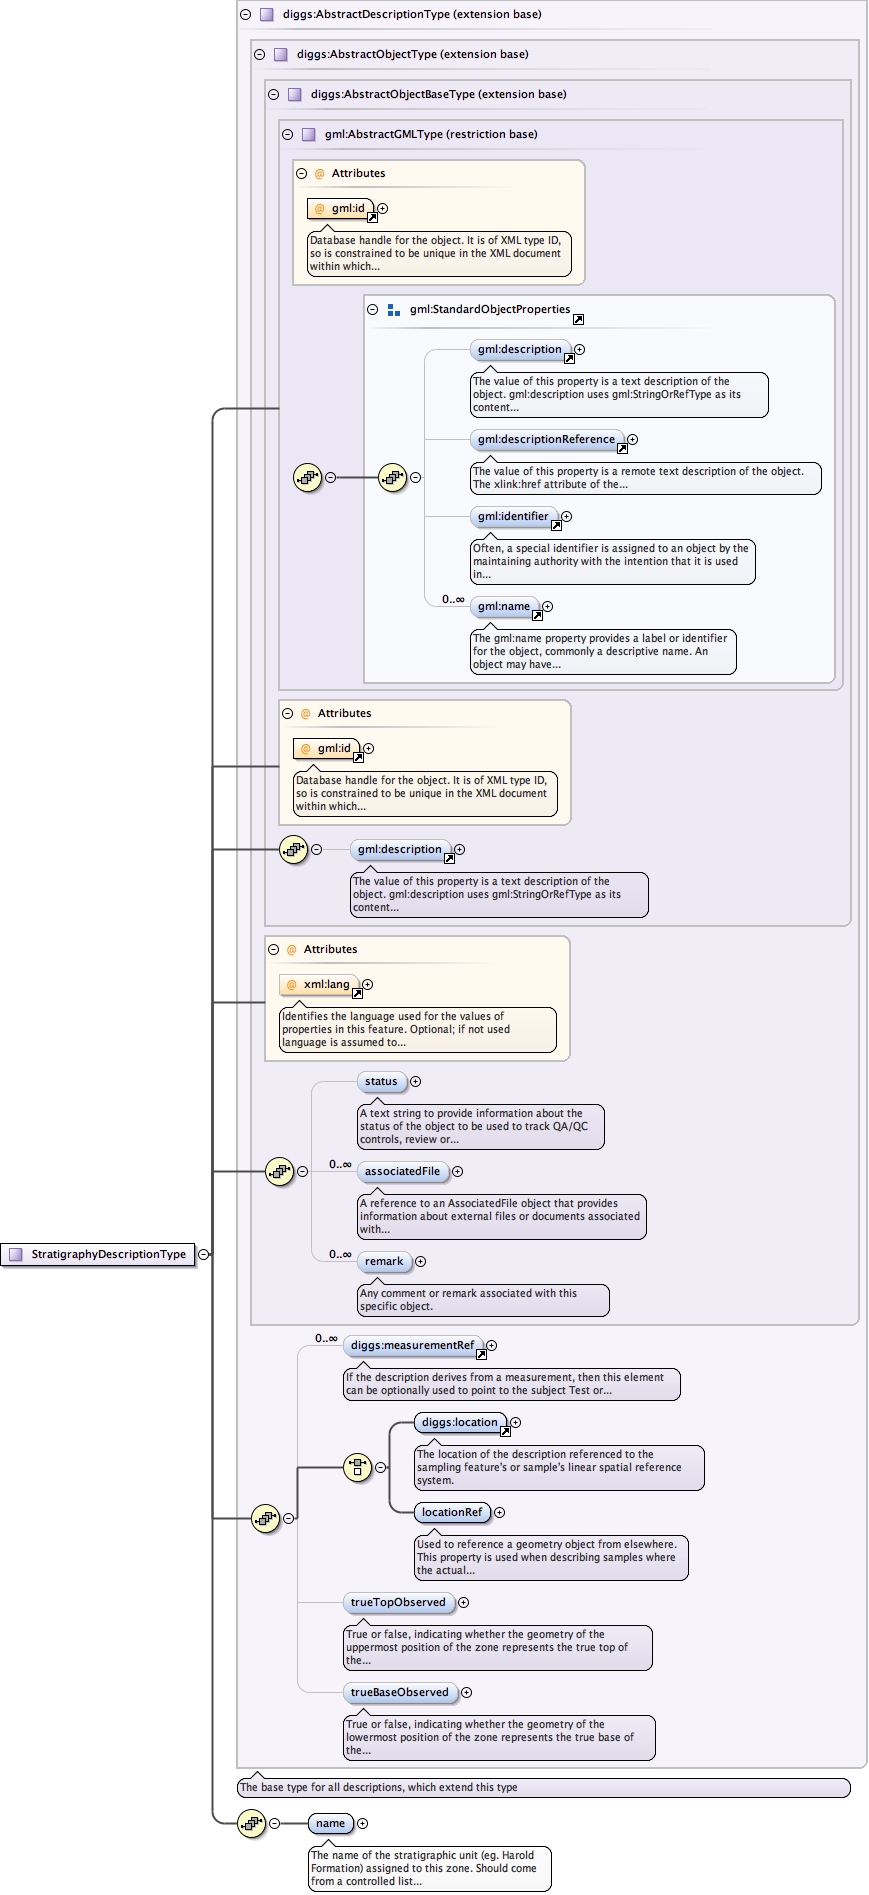 diggs:AbstractDescriptionType (extension base)
diggs:AbstractObjectType (extension base)
diggs:AbstractObjectBaseType (extension base)
gml:AbstractGMLType (restriction base)
@ Attributes
@ gml:id
Database handle for the object. It is of XML type ID,
so is constrained to be unique in the XML document
within which...
gml:StandardObjectProperties
gml:description
The value of this property is a text description of the
object. gml:description uses gml:StringOrRefType as its
content...
gml:descriptionReference
The value of this property is a remote text description of the object.
The xlink:href attribute of the...
gml:identifier
Often, a special identifier is assigned to an object by the
maintaining authority with the intention that it is used
in...
0..∞
gml:name
The gml:name property provides a label or identifier
for the object, commonly a descriptive name. An
object may have...
@ Attributes
@ gml:id
Database handle for the object. It is of XML type ID,
so is constrained to be unique in the XML document
within which...
gml:description
The value of this property is a text description of the
object. gml:description uses gml:StringOrRefType as its
content...
@ Attributes
@ xml:lang
Identifies the language used for the values of
properties in this feature. Optional; if not used
language is assumed to...
status
A text string to provide information about the
status of the object to be used to track QA/QC
controls, review or...
0..∞
associatedFile
A reference to an AssociatedFile object that provides
information about external files or documents associated
with...
StratigraphyDescriptionType
0..∞
remark
Any comment or remark associated with this
specific object.
0..∞
diggs:measurementRef
If the description derives from a measurement, then this element
can be optionally used to point to the subject Test or...
diggs:location
The location of the description referenced to the
sampling feature's or sample's linear spatial reference
system.
locationRef
Used to reference a geometry object from elsewhere.
This property is used when describing samples where
the actual...
trueTopObserved
True or false, indicating whether the geometry of the
uppermost position of the zone represents the true top of
the...
trueBaseObserved
True or false, indicating whether the geometry of the
lowermost position of the zone represents the true base of
the...
The base type for all descriptions, which extend this type
name
The name of the stratigraphic unit (eg. Harold
Formation) assigned to this zone. Should come
from a controlled list...